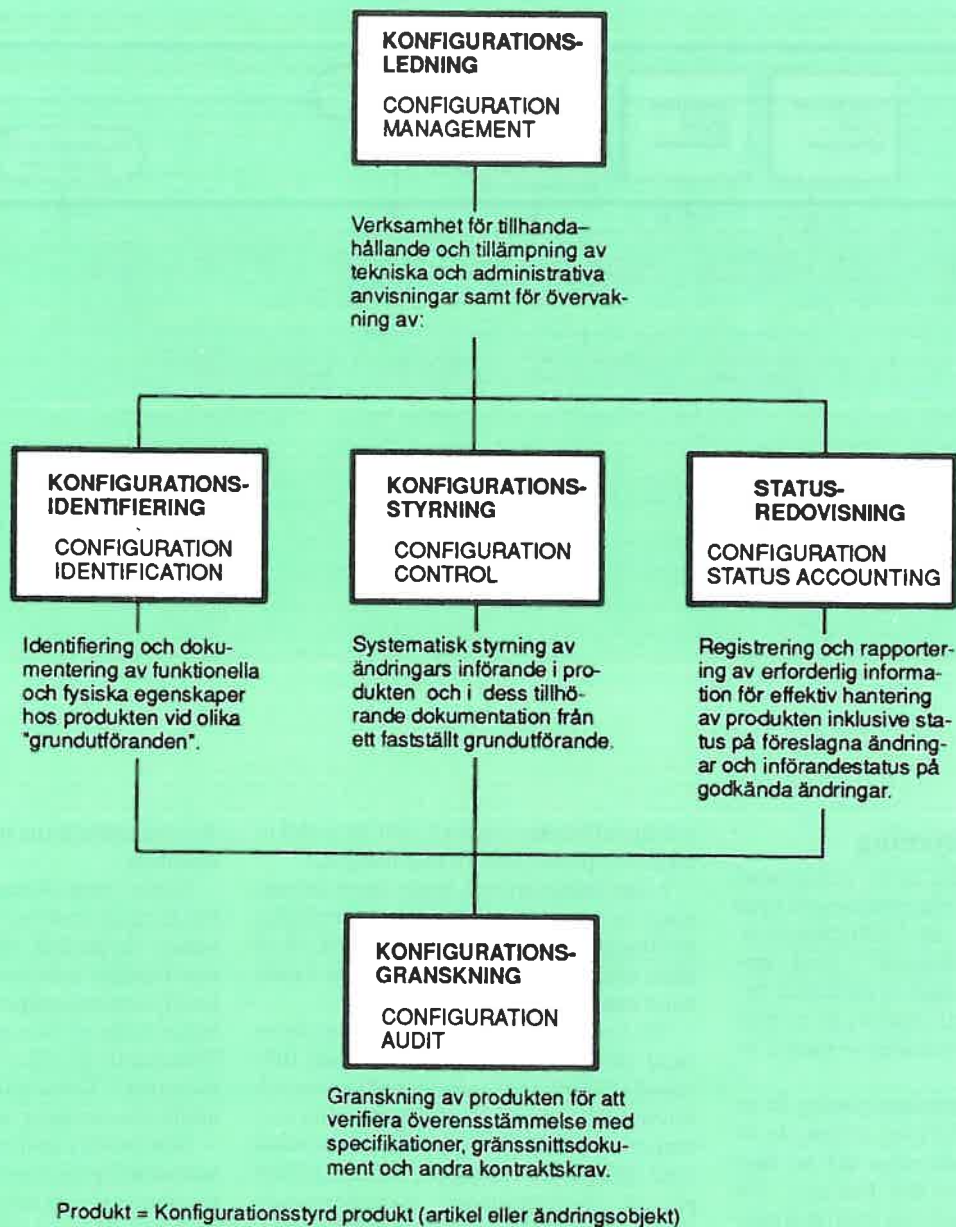 KONFIGURATIONS-
LEDNING
CONFIGURATION
MANAGEMENT
Verksamhet för tillhanda–
hållande och tillämpning av
tekniska och administrativa
anvisningar samt för övervak-
ning av:
KONFIGURATIONS-
IDENTIFIERING
CONFIGURATION
IDENTIFICATION
Identifiering och doku-
mentering av funktionella
och fysiska egenskaper
hos produkten vid olika
"grundutföranden".
KONFIGURATIONS-
STYRNING
CONFIGURATION
CONTROL
Systematisk styrning av
ändringars införande i pro-
dukten och i dess tillhö-
rande dokumentation från
ett fastställt grundutförande.
STATUS-
REDOVISNING
CONFIGURATION
STATUS ACCOUNTING
Registrering och rapporter-
ing av erforderlig informa-
tion för effektiv hantering
av produkten inklusive sta-
tus på föreslagna ändring-
ar och införandestatus på
godkända ändringar.
KONFIGURATIONS-
GRANSKNING
CONFIGURATION
AUDIT
Granskning av produkten för att
verifiera överensstämmelse med
specifikationer, gränssnittsdoku-
ment och andra kontraktskrav.
Produkt = Konfigurationsstyrd produkt (artikel eller ändringsobjekt)